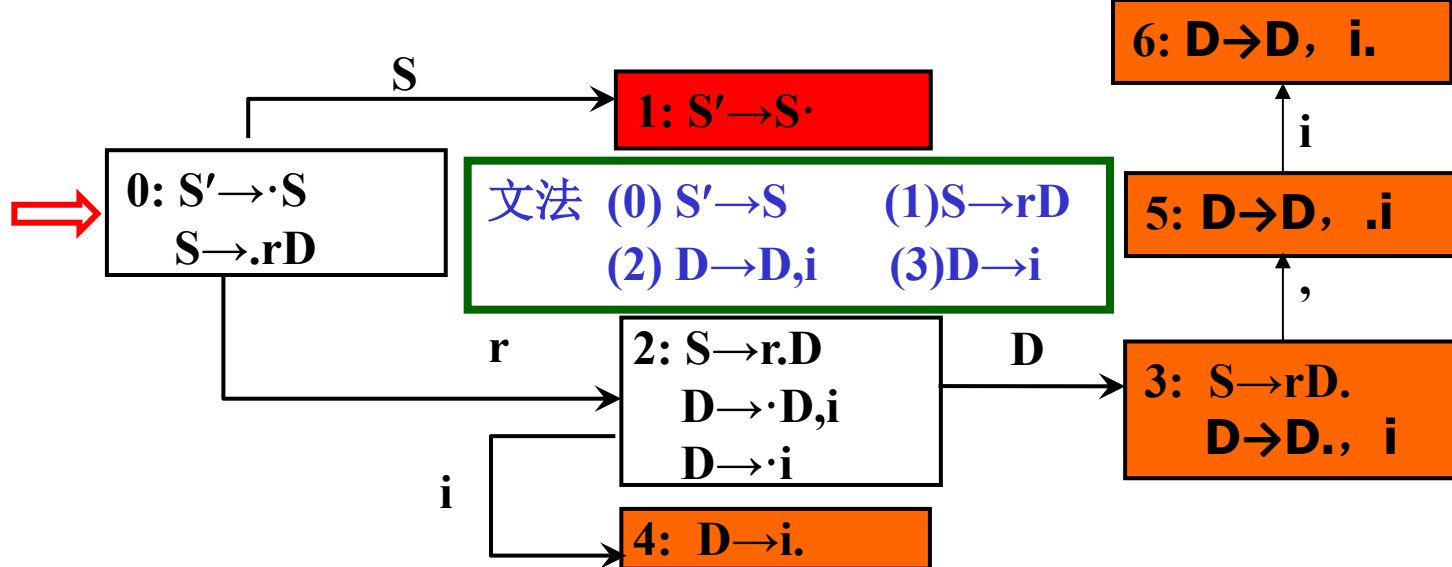 S
1: S′→S·
0: S′→·S
S→.rD
文法 (0) S′→S (1)S→rD
(2) D→D,i (3)D→i
6: D→D，i.
i
5: D→D，.i
,
r
2: S→r.D
D→·D,i
D→·i
D
3: S→rD.
D→D.，i
i
4: D→i.